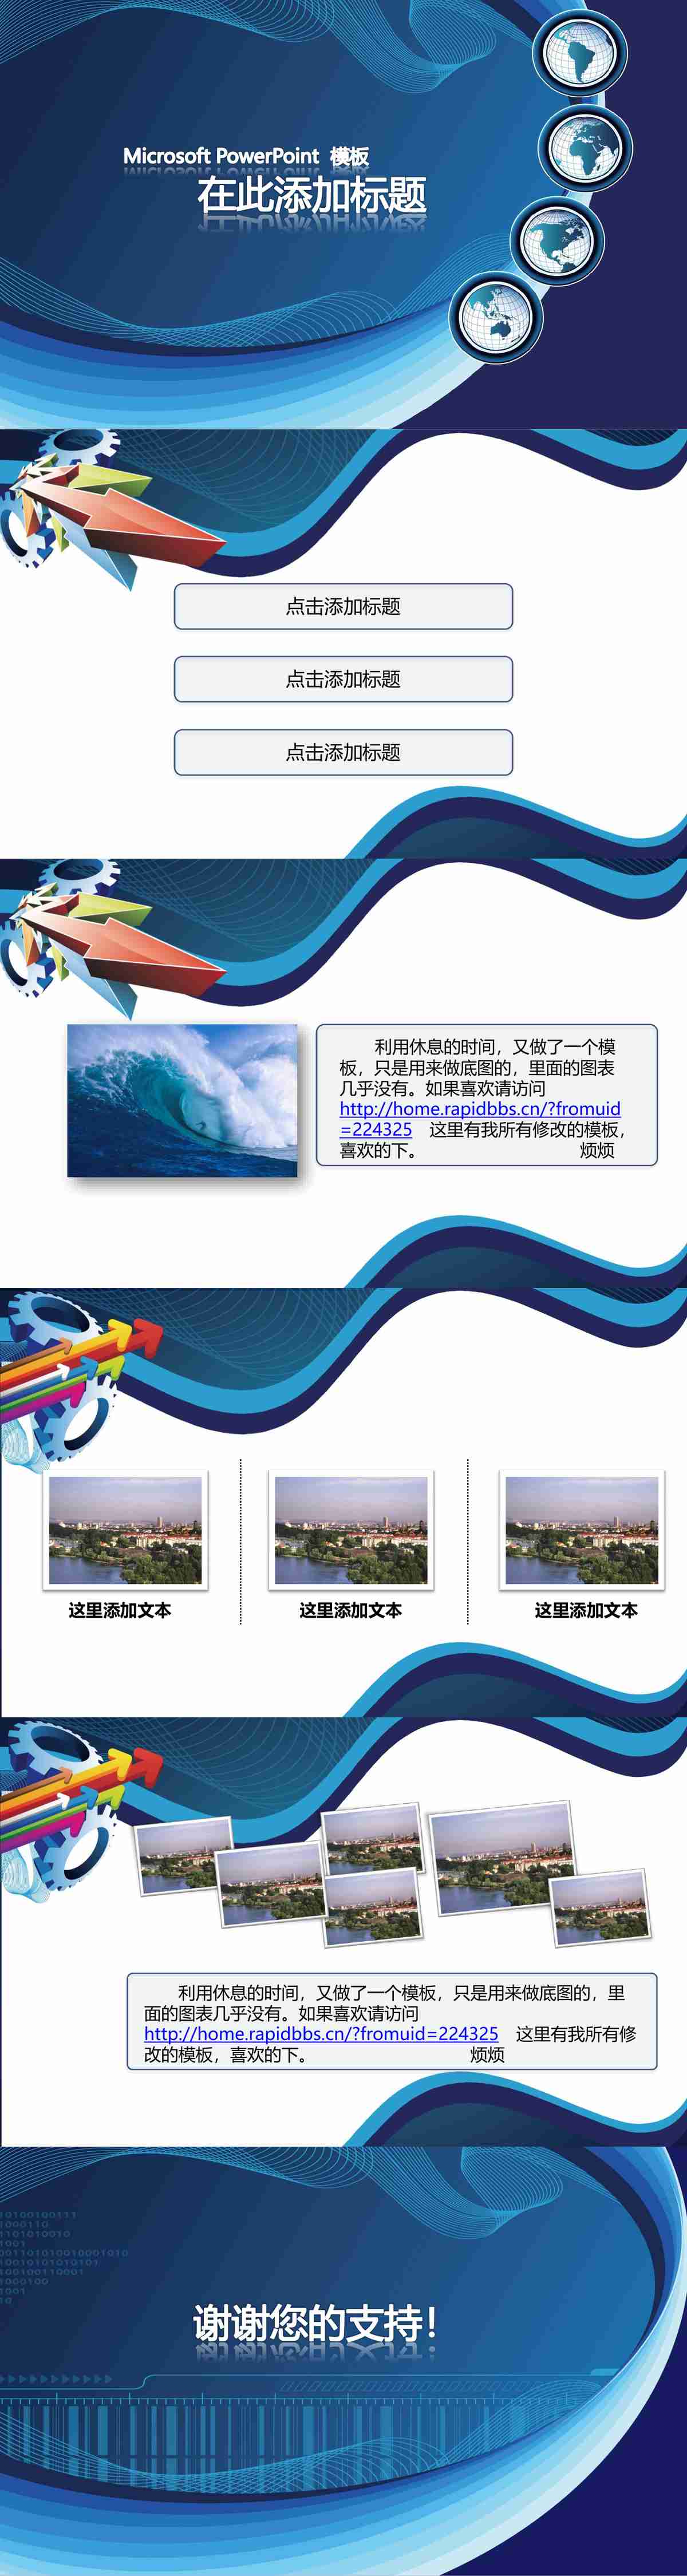 Microsoft PowerPoint 模板
在此添加标题
点击添加标题
点击添加标题
点击添加标题
利用休息的时间，又做了一个模
板，只是用来做底图的，里面的图表
几乎没有。如果喜欢请访问
http://home.rapidbbs.cn/?fromuid
=224325 这里有我所有修改的模板，
喜欢的下。 烦烦
这里添加文本 这里添加文本 这里添加文本
利用休息的时间，又做了一个模板，只是用来做底图的，里
面的图表几乎没有。如果喜欢请访问
http://home.rapidbbs.cn/?fromuid=224325 这里有我所有修
改的模板，喜欢的下。 烦烦
谢谢您的支持！